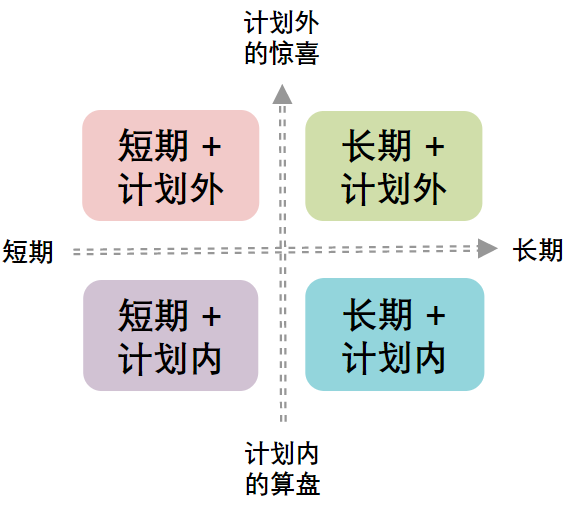 计划外
的惊喜
短期 +
计划外
长期 +
计划外
短期
长期
短期 +
计划内
长期 +
计划内
计划内
的算盘